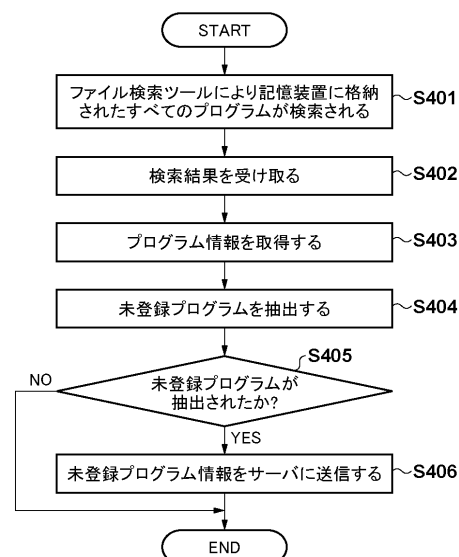 START
ファイル検索ツールにより記憶装置に格納
されたすべてのプログラムが検索される
S401
検索結果を受け取る
S402
プログラム情報を取得する
S403
未登録プログラムを抽出する
S404
S405
未登録プログラムが
抽出されたか?
NO
YES
未登録プログラム情報をサーバに送信する
S406
END